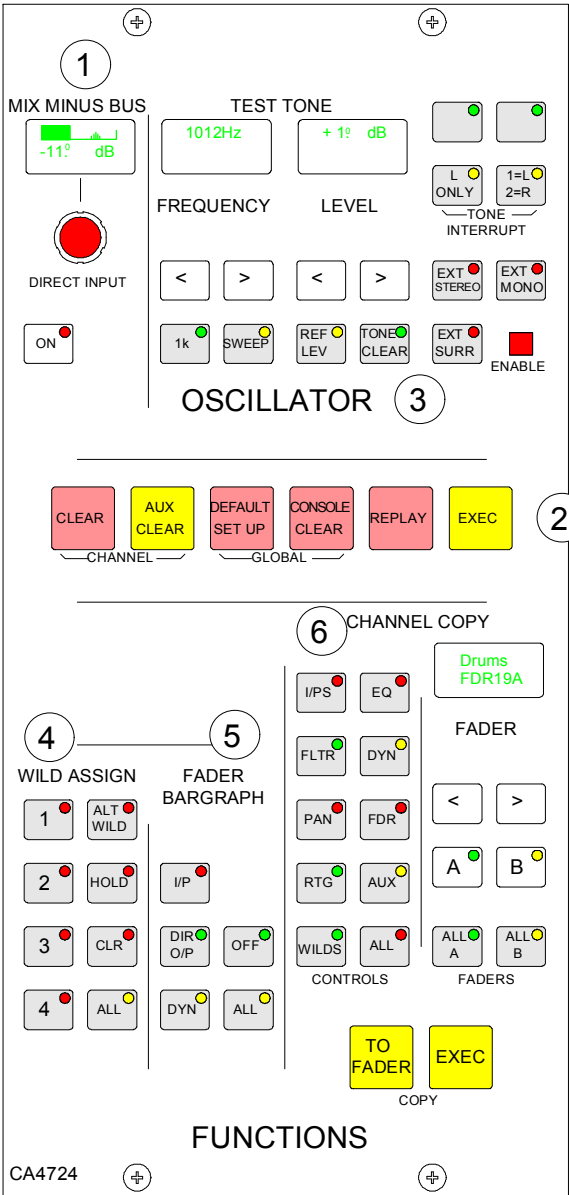 1
MIX MINUS BUS
-11.0 dB
DIRECT INPUT
ON
TEST TONE
1012Hz
+ 1.0 dB
FREQUENCY
LEVEL
< > < >
1k
SWEEP
REF
LEV
TONE
CLEAR
L
ONLY
1=L
2=R
TONE
INTERRUPT
EXT
STEREO
EXT
MONO
EXT
SURR
ENABLE
OSCILLATOR 3
CLEAR
AUX
CLEAR
DEFAULT
SET UP
CONSOLE
CLEAR
REPLAY
EXEC
2
CHANNEL
GLOBAL
4
WILD ASSIGN
1
ALT
WILD
2
HOLD
3
CLR
4
ALL
5
FADER
BARGRAPH
I/P
DIR
O/P
OFF
DYN
ALL
6
CHANNEL COPY
I/PS
EQ
FLTR
DYN
PAN
FDR
RTG
AUX
WILDS
ALL
CONTROLS
Drums
FDR19A
FADER
< >
A
B
ALL
A
ALL
B
FADERS
TO
FADER
EXEC
COPY
FUNCTIONS
CA4724